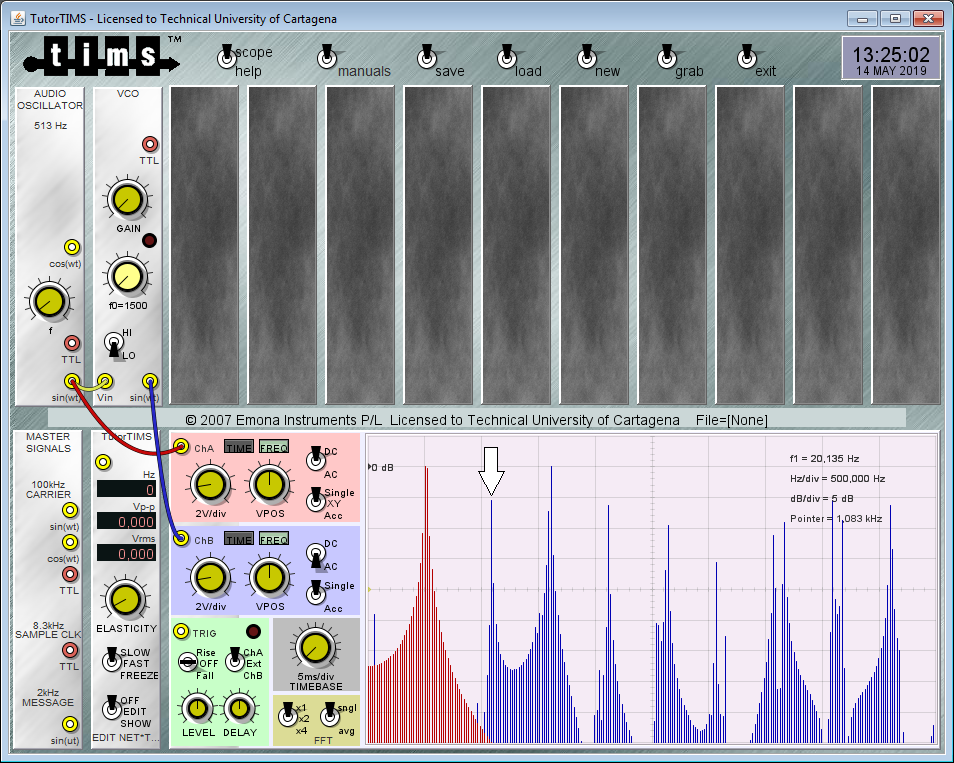 TutorTIMS - Licensed to Technical University of Cartagena
tims TM
scope
help
manuals
save
load
new
grab
exit
13:25:02
14 MAY 2019
AUDIO
OSCILLATOR
513 Hz
cos(wt)
f
TTL
sin(wt)
VCO
TTL
GAIN
f0=1500
HI
LO
Vin
sin(wt)
© 2007 Emona Instruments P/L Licensed to Technical University of Cartagena File=[None]
MASTER
SIGNALS
100kHz
CARRIER
sin(wt)
cos(wt)
TTL
8.3kHz
SAMPLE CLK
TTL
2kHz
MESSAGE
sin(ut)
TutorTIMS
Hz
0
Vp-p
0,000
Vrms
0,000
ELASTICITY
SLOW
FAST
FREEZE
OFF
EDIT
SHOW
EDIT NET*T...
ChA
TIME
FREQ
DC
AC
2V/div
VPOS
Single
XY
Acc
ChB
TIME
FREQ
DC
AC
2V/div
VPOS
Single
Acc
TRIG
Rise
OFF
Fall
ChA
Ext
ChB
LEVEL
DELAY
5ms/div
TIMEBASE
x1
x2
x4
sngl
avg
FFT
0 dB
f1 = 20,135 Hz
Hz/div = 500,000 Hz
dB/div = 5 dB
Pointer = 1,083 kHz